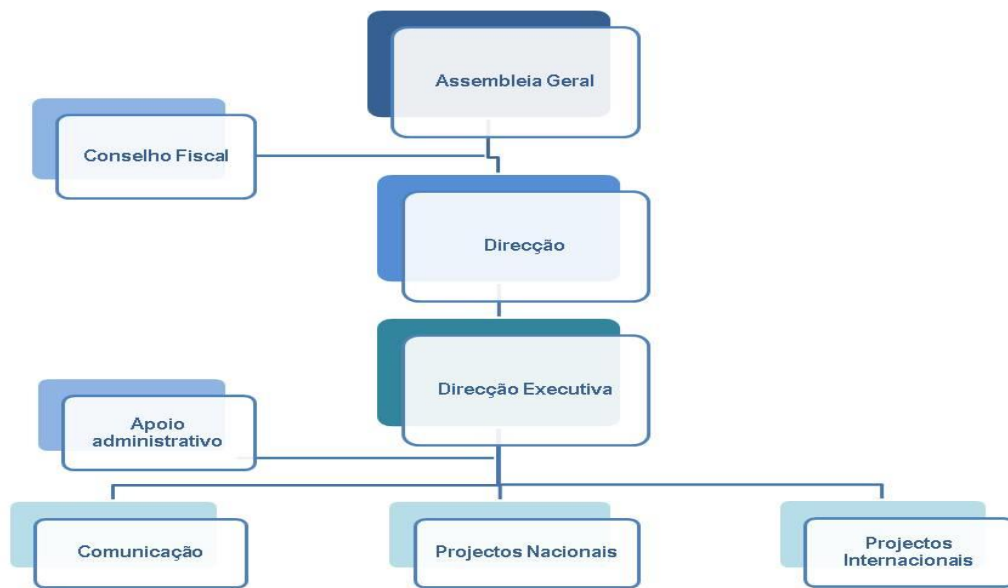 Assembleia Geral
Conselho Fiscal
Direcção
Direcção Executiva
Apoio
administrativo
Comunicação
Projectos Nacionais
Projectos
Internacionais